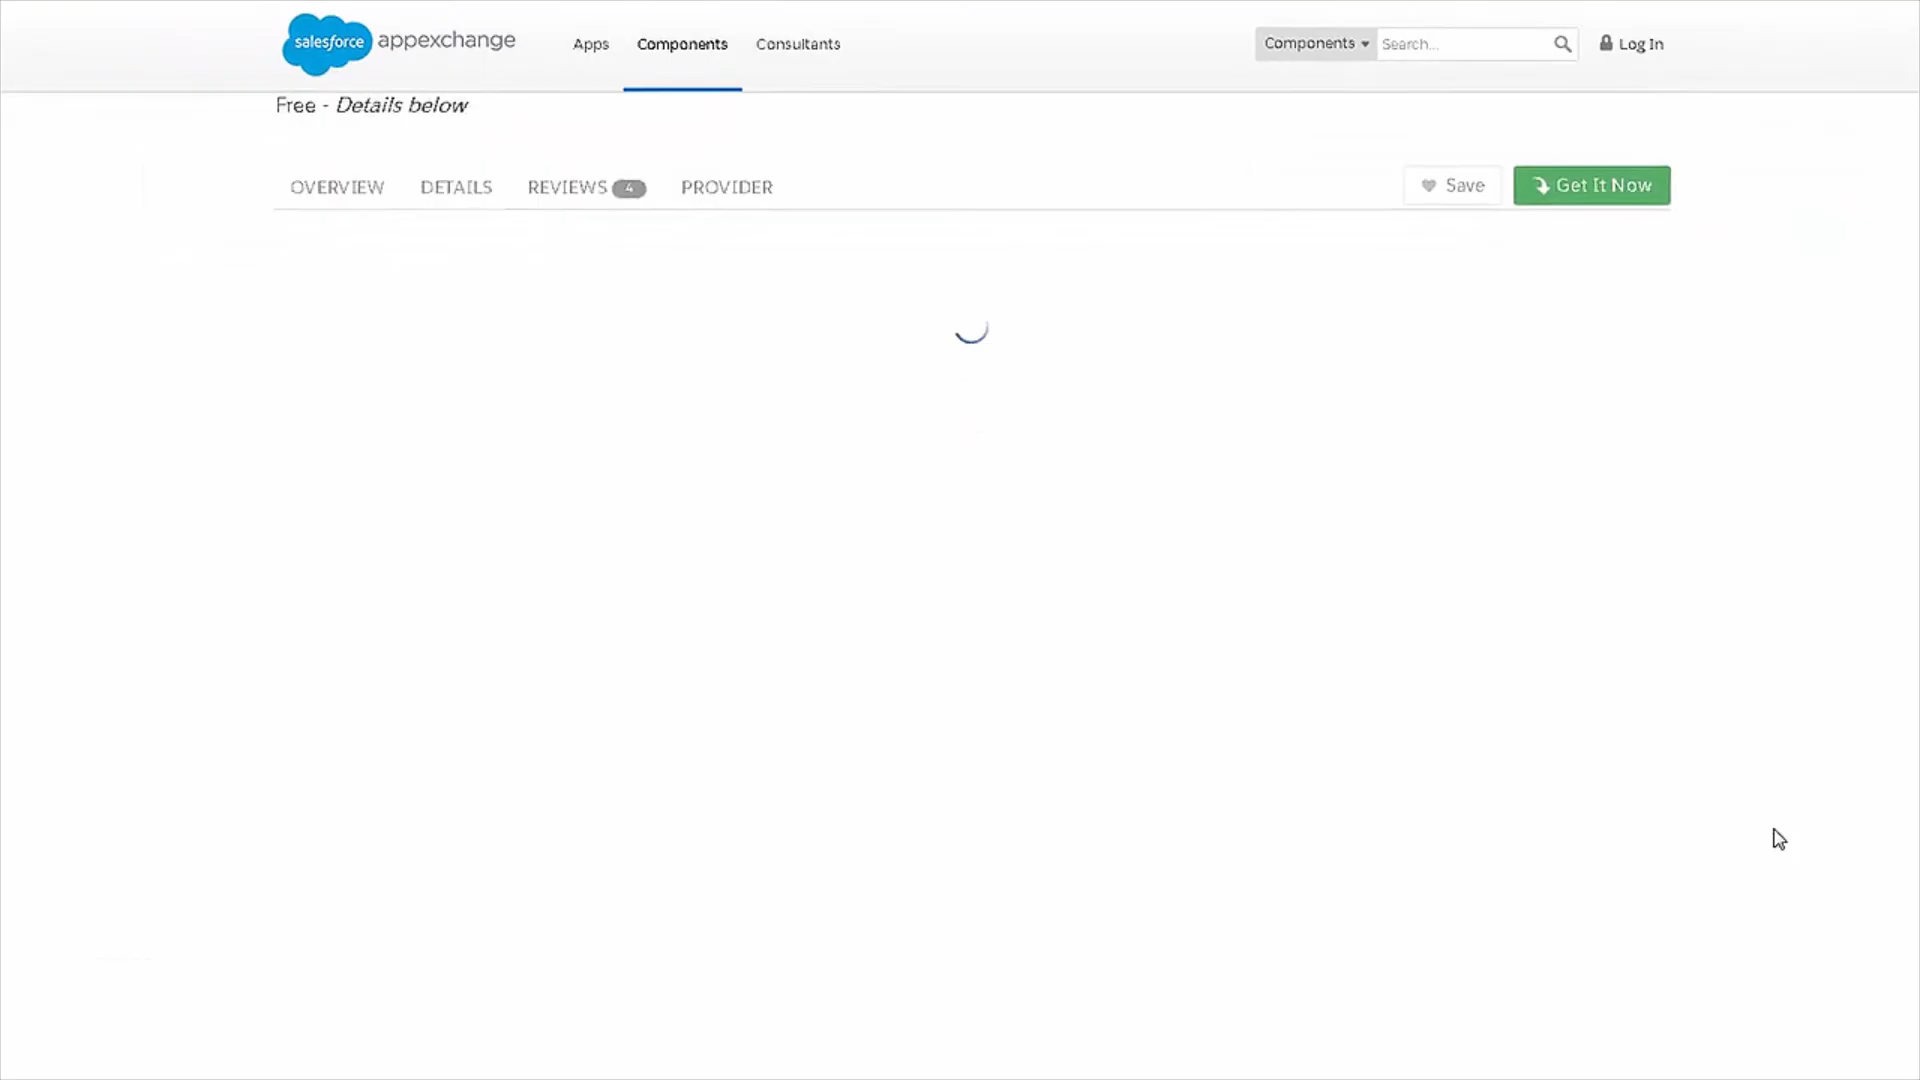 salesforce appexchange Apps Components Consultants Components Search... Log In
Free - Details below
OVERVIEW DETAILS REVIEWS 4 PROVIDER Save Get It Now